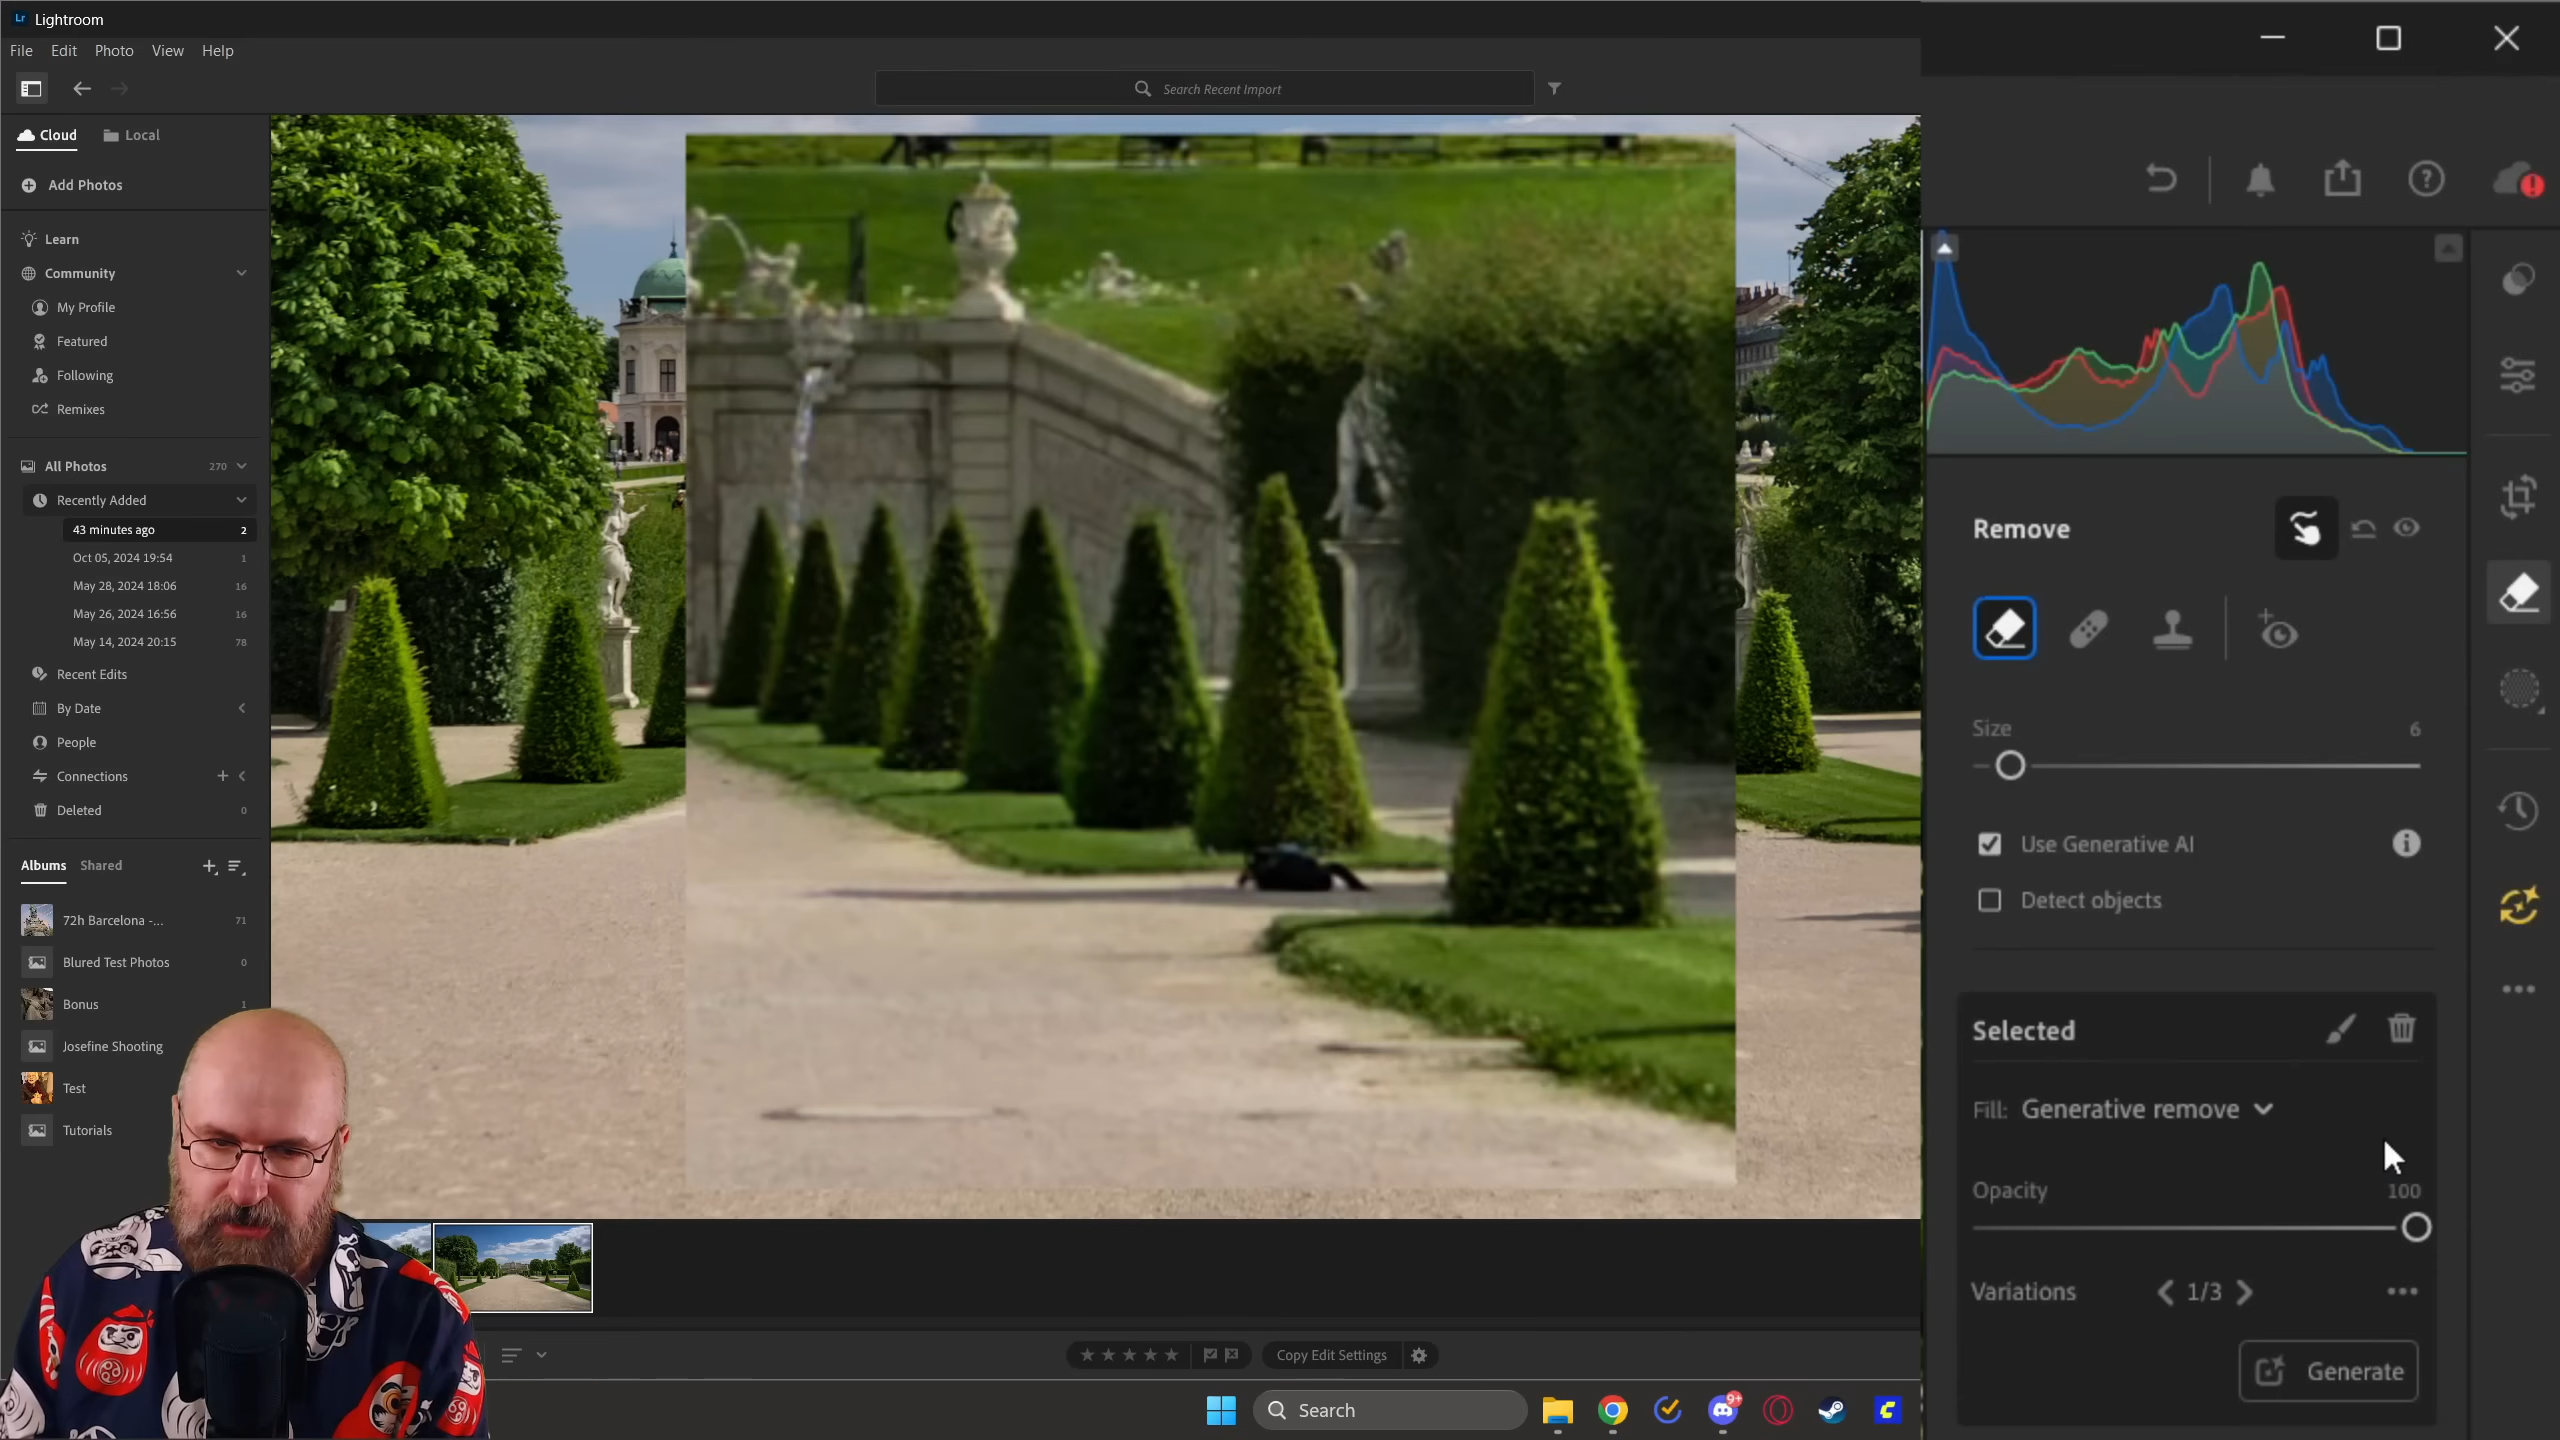 Lr Lightroom
File Edit Photo View Help
Search Recent Import
Cloud Local
Add Photos
Learn
Community
My Profile
Featured
Following
Remixes
All Photos 270
Recently Added
43 minutes ago 2
Oct 05, 2024 19:54 1
May 28, 2024 18:06 16
May 26, 2024 16:56 16
May 14, 2024 20:15 78
Recent Edits
By Date
People
Connections
Deleted 0
Albums Shared
72h Barcelona -... 71
Blured Test Photos 0
Bonus 1
Josefine Shooting
Test
Tutorials
Copy Edit Settings
Search
9+
Remove
Size 6
Use Generative AI
Detect objects
Selected
Fill: Generative remove
Opacity 100
Variations 1/3
Generate